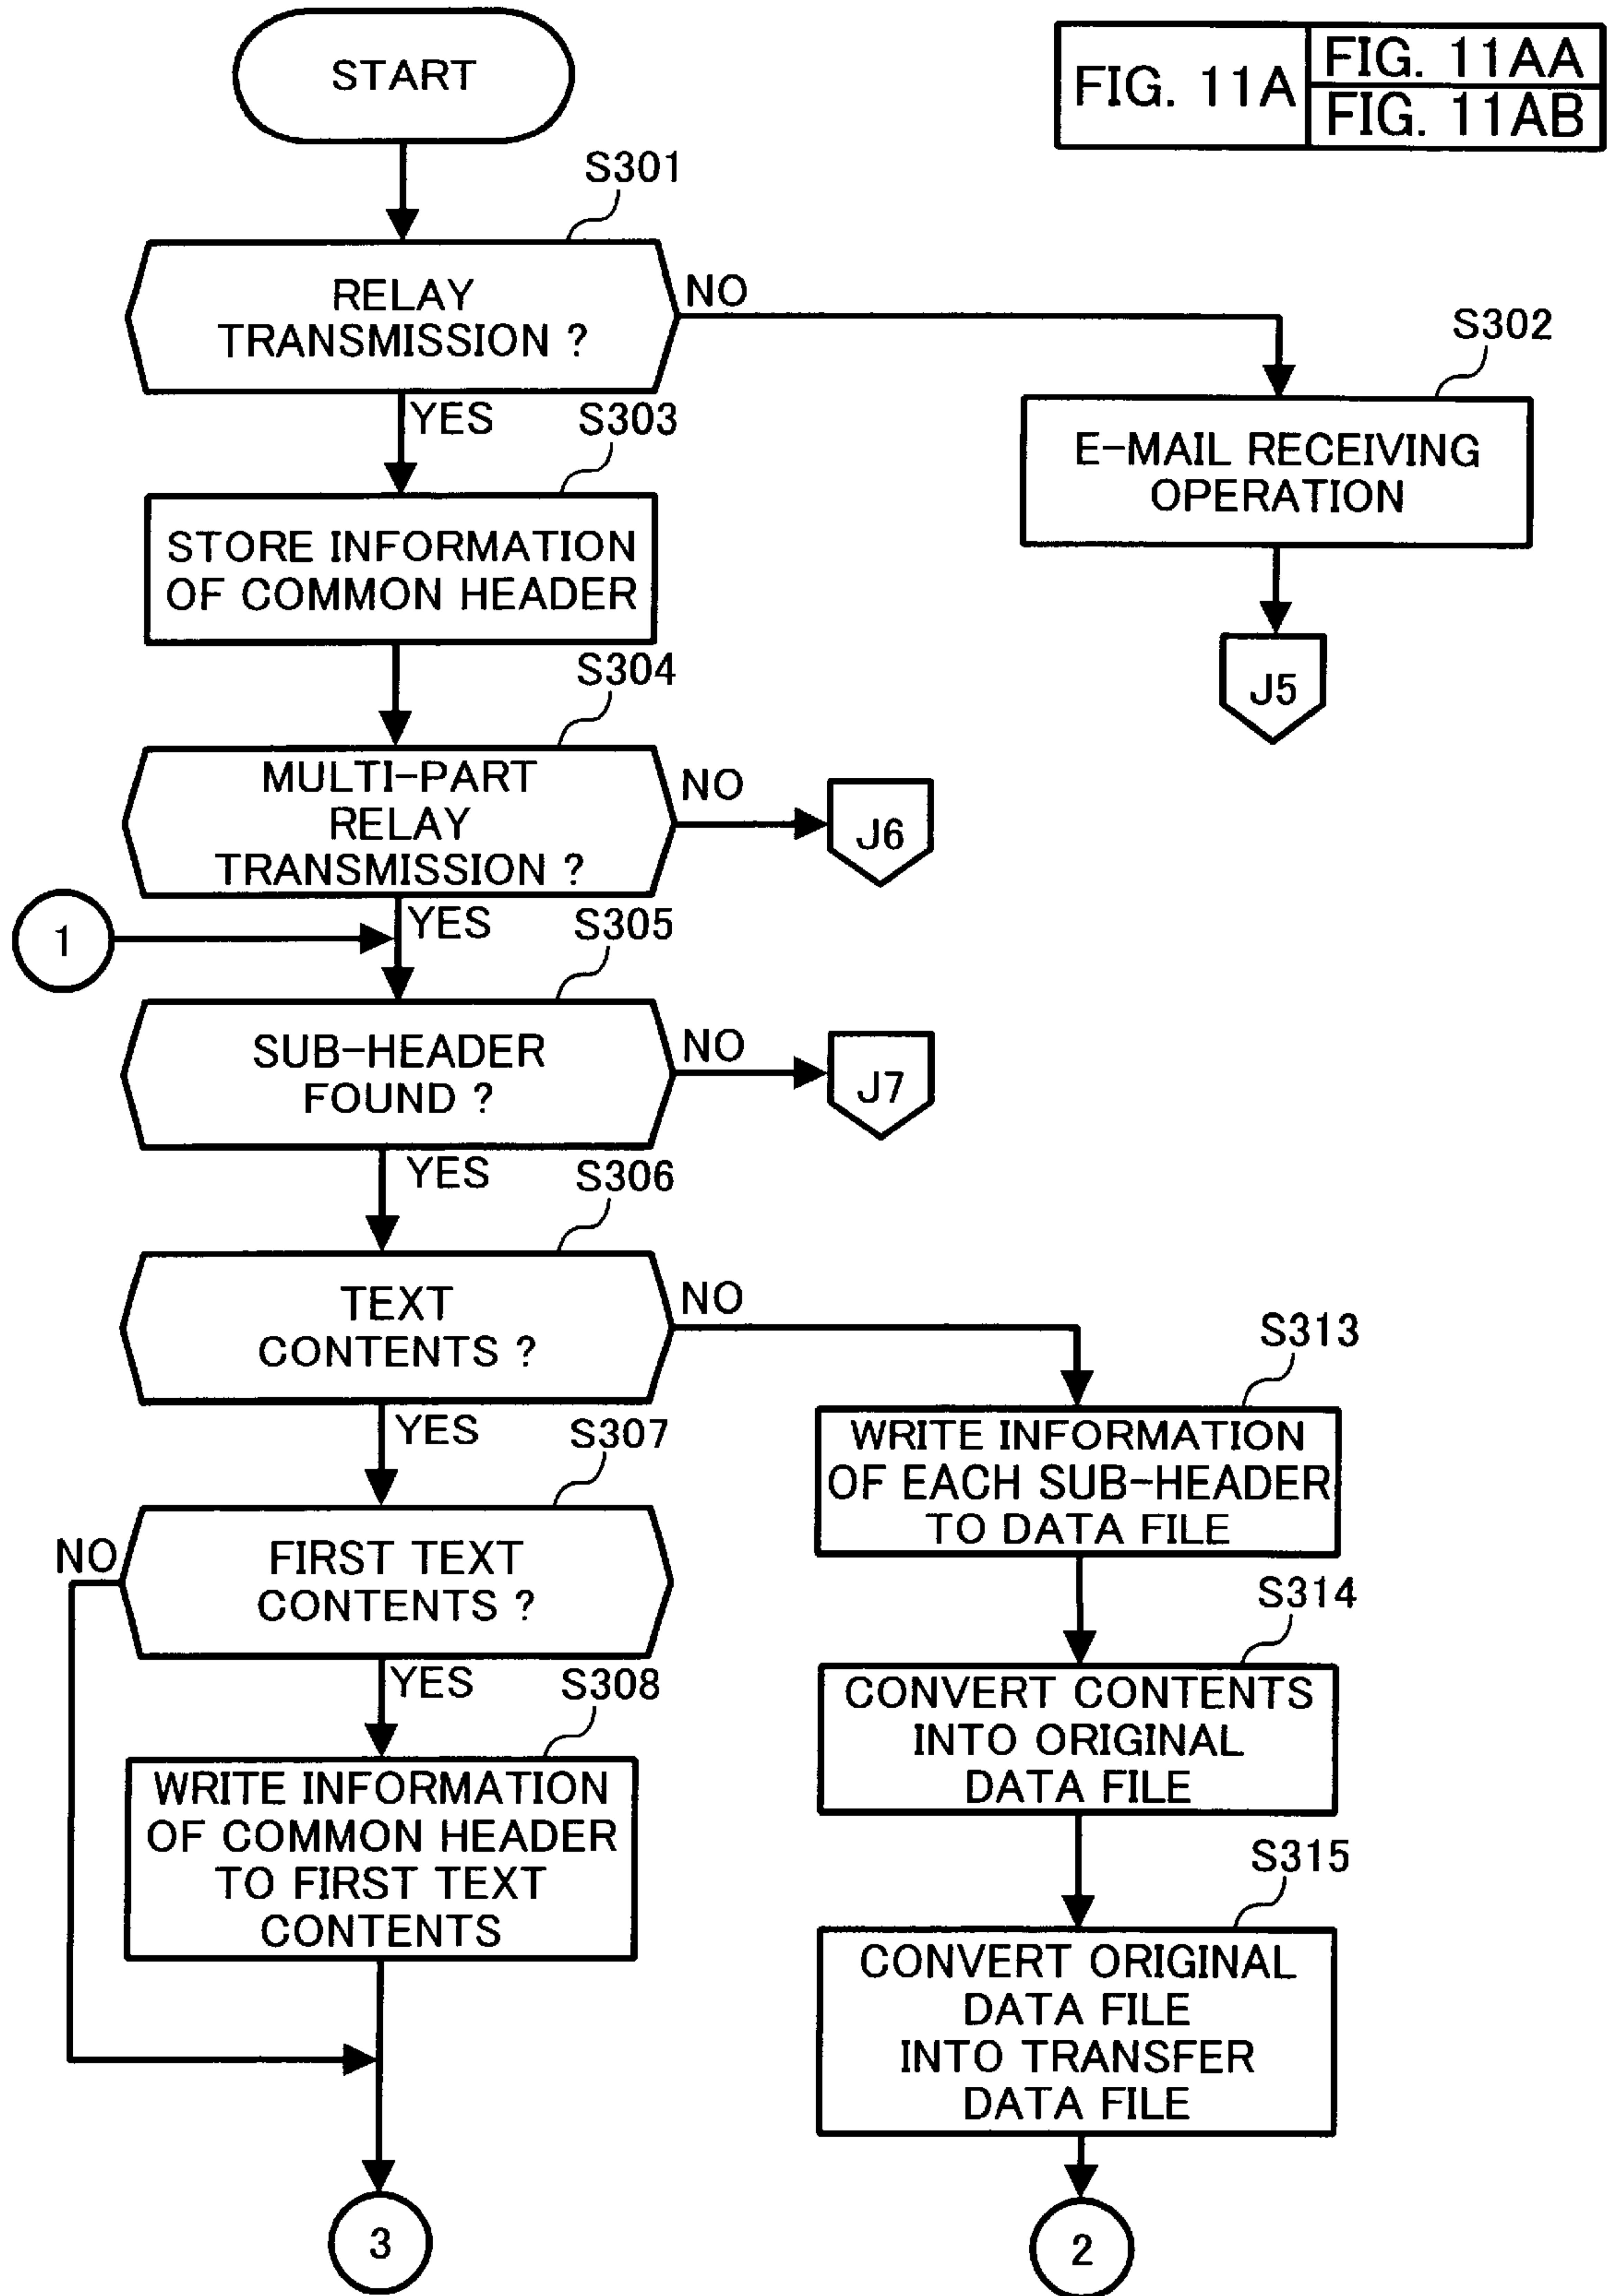 START
FIG. 11A
FIG. 11AA
FIG. 11AB
S301
RELAY
TRANSMISSION ?
NO
YES
S302
E-MAIL RECEIVING
OPERATION
J5
S303
STORE INFORMATION
OF COMMON HEADER
S304
MULTI-PART
RELAY
TRANSMISSION ?
NO
J6
YES
1
S305
SUB-HEADER
FOUND ?
NO
J7
YES
S306
TEXT
CONTENTS ?
NO
YES
S307
FIRST TEXT
CONTENTS ?
NO
YES
S308
WRITE INFORMATION
OF COMMON HEADER
TO FIRST TEXT
CONTENTS
3
S313
WRITE INFORMATION
OF EACH SUB-HEADER
TO DATA FILE
S314
CONVERT CONTENTS
INTO ORIGINAL
DATA FILE
S315
CONVERT ORIGINAL
DATA FILE
INTO TRANSFER
DATA FILE
2